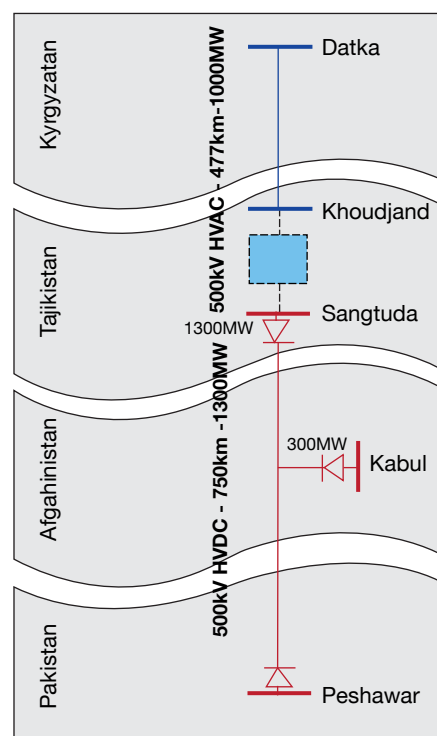 Kyrgyzatan
Datka
500kV HVAC - 477km-1000MW
Khoudjand
Tajikistan
Sangtuda
1300MW
500kV HVDC - 750km -1300MW
Afgahinistan
300MW
Kabul
Pakistan
Peshawar